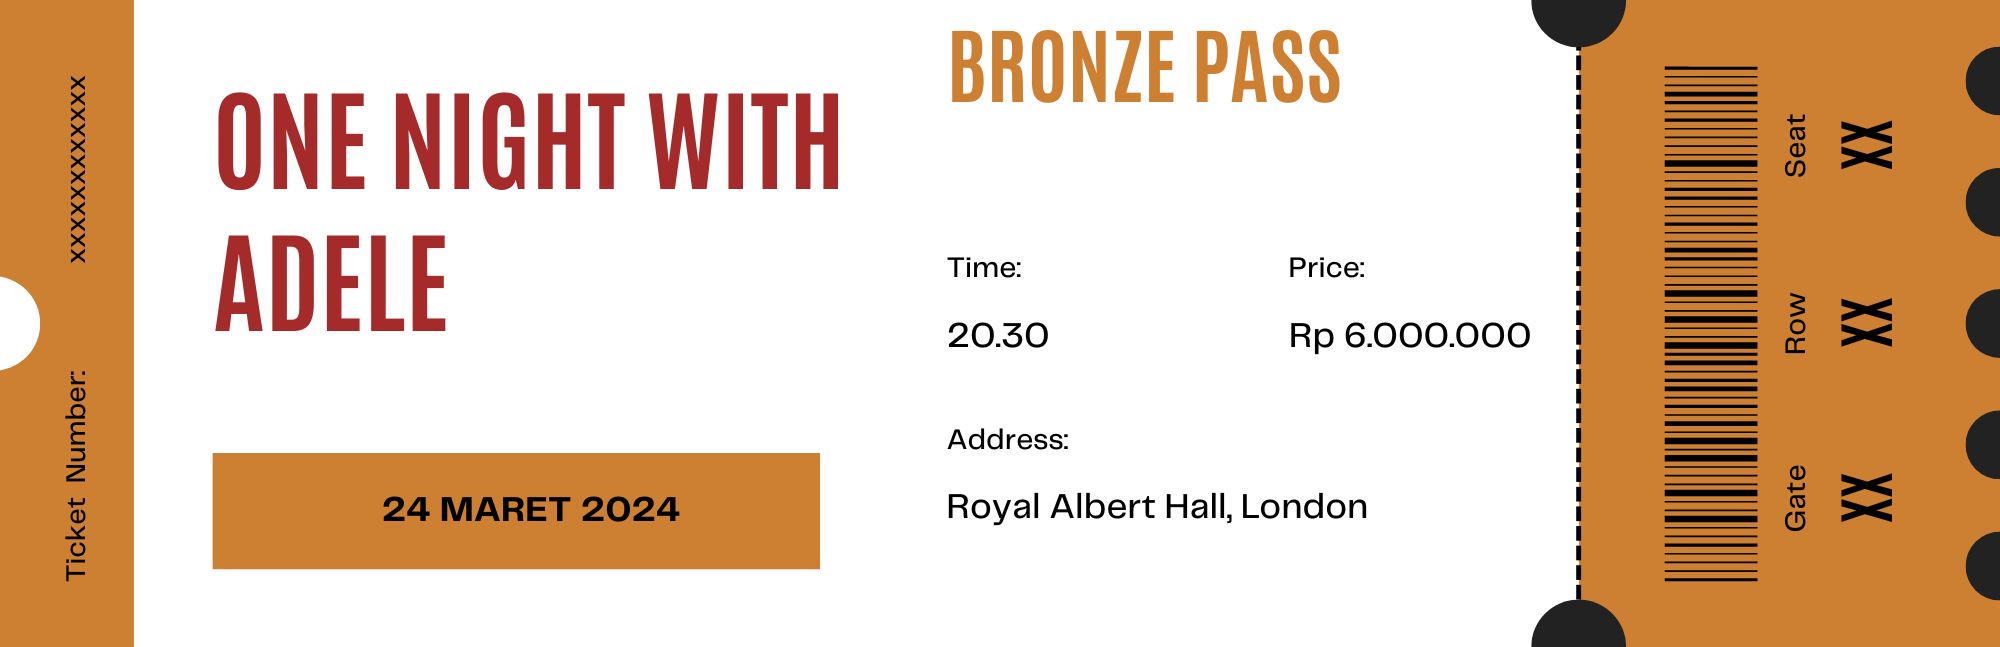 Ticket Number: xxxxxxxxxxxxxx
ONE NIGHT WITH
ADELE
24 MARET 2024
BRONZE PASS
Time:
20.30
Price:
Rp 6.000.000
Address:
Royal Albert Hall, London
Gate
XX
Row
XX
Seat
XX